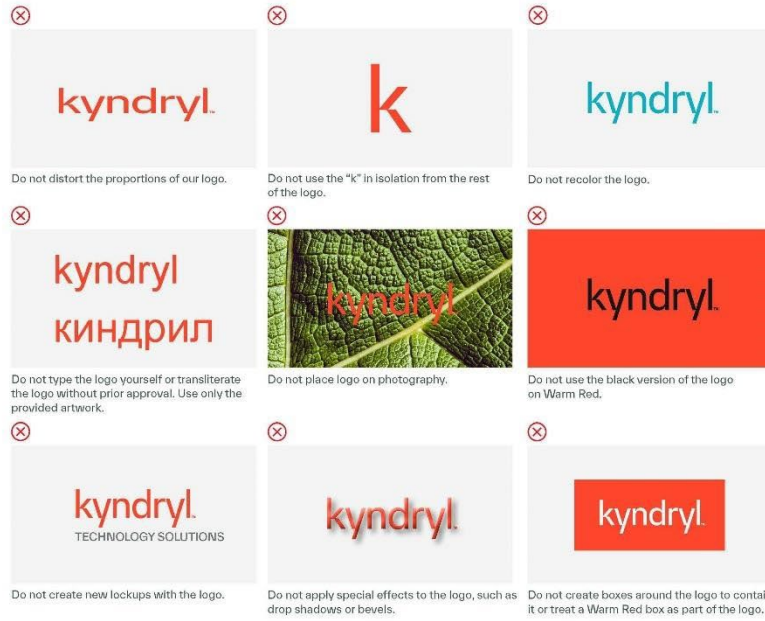 kyndryl™
k
kyndryl™
Do not distort the proportions of our logo.
Do not use the “k” in isolation from the rest
of the logo.
Do not recolor the logo.
kyndryl
киндрил
kyndryl
kyndryl™
Do not type the logo yourself or transliterate
the logo without prior approval. Use only the
provided artwork.
Do not place logo on photography.
Do not use the black version of the logo
on Warm Red.
kyndryl.
TECHNOLOGY SOLUTIONS
kyndryl.
kyndryl.
Do not create new lockups with the logo.
Do not apply special effects to the logo, such as
drop shadows or bevels.
Do not create boxes around the logo to contai
it or treat a Warm Red box as part of the logo.